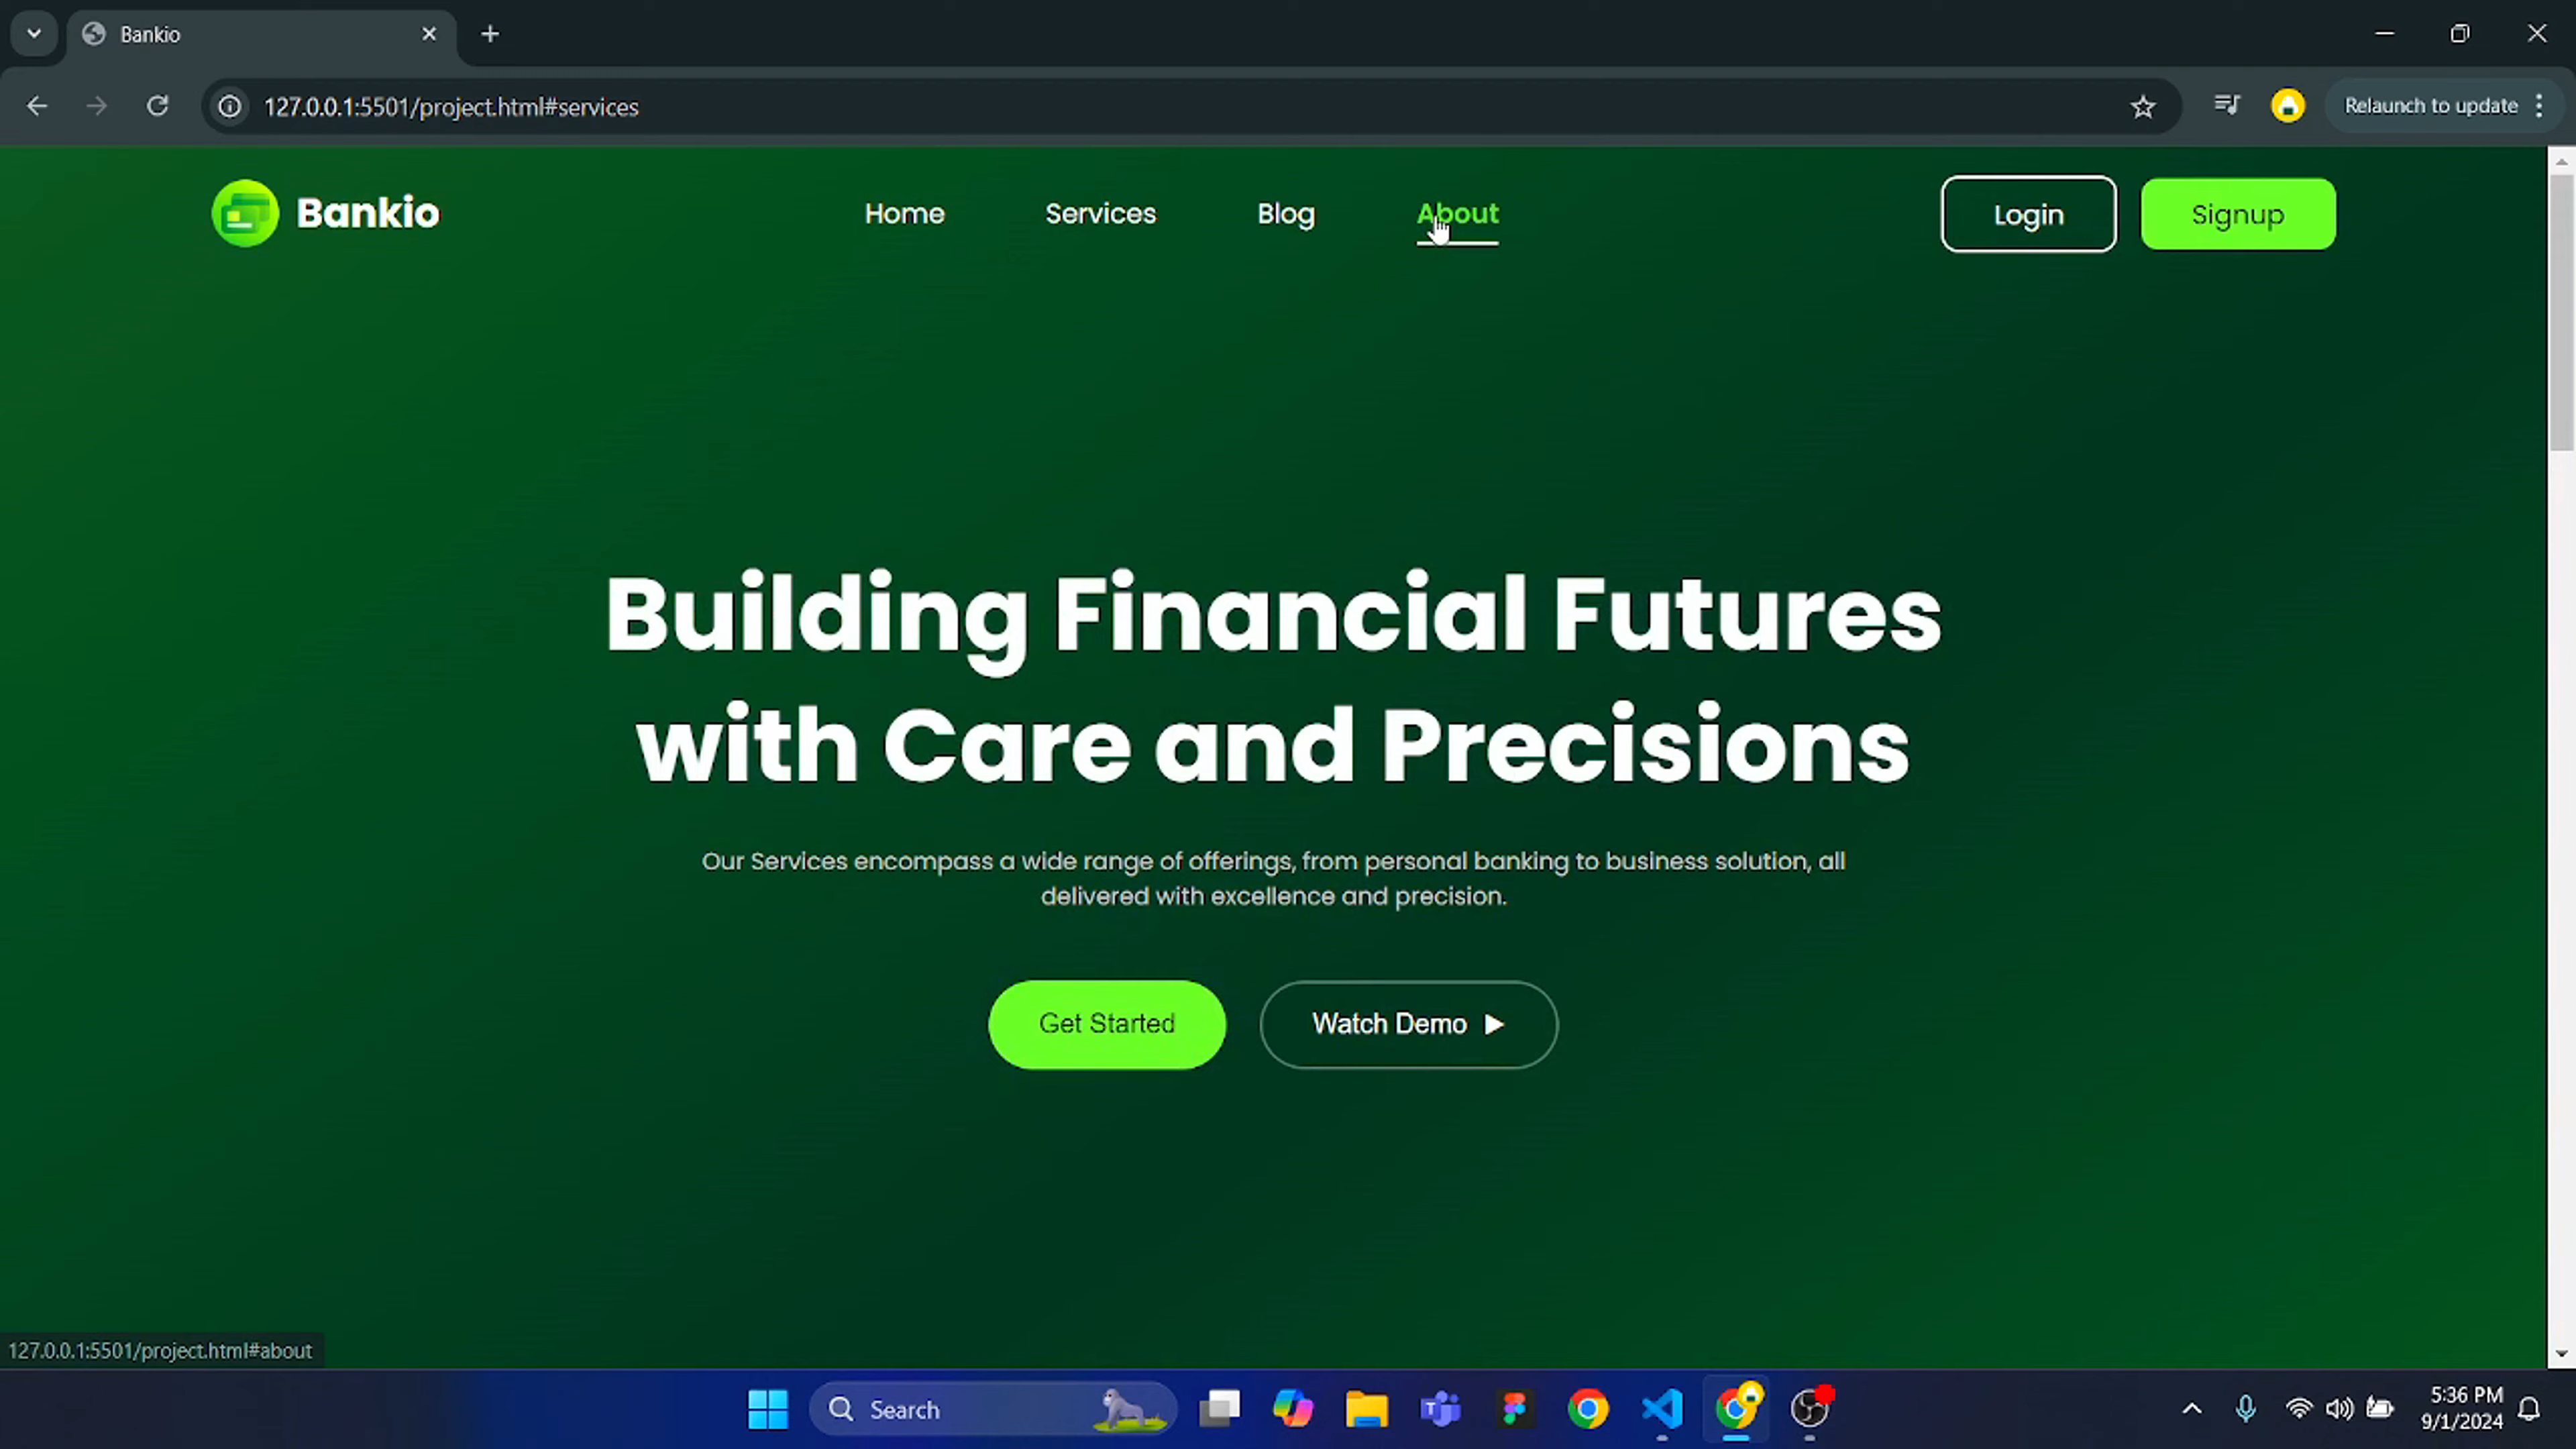 Bankio
127.0.0.1:5501/project.html#services
Relaunch to update
Bankio
Home
Services
Blog
About
Login
Signup
Building Financial Futures
with Care and Precisions
Our Services encompass a wide range of offerings, from personal banking to business solution, all
delivered with excellence and precision.
Get Started
Watch Demo
127.0.0.1:5501/project.html#about
Search
5:36 PM
9/1/2024